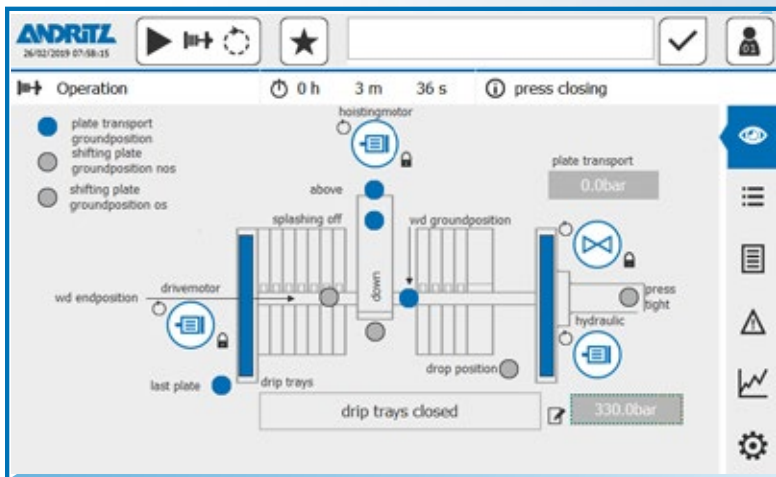 ANDRITZ
26/02/2019 07:58:15
01
Operation
0 h 3 m 36 s
press closing
plate transport
groundposition
shifting plate
groundposition nos
shifting plate
groundposition os
hoistingmotor
plate transport
0.0bar
above
splashing off
wd groundposition
down
wd endposition
drivemotor
press
tight
hydraulic
drop position
last plate
drip trays
drip trays closed
330.0bar